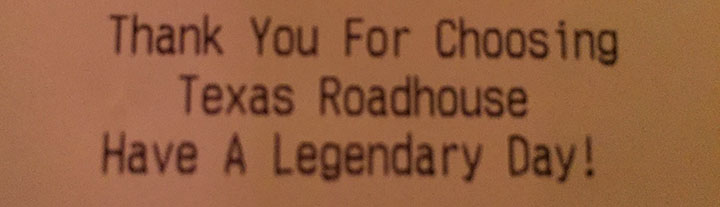 Thank You For Choosing
Texas Roadhouse
Have A Legendary Day!